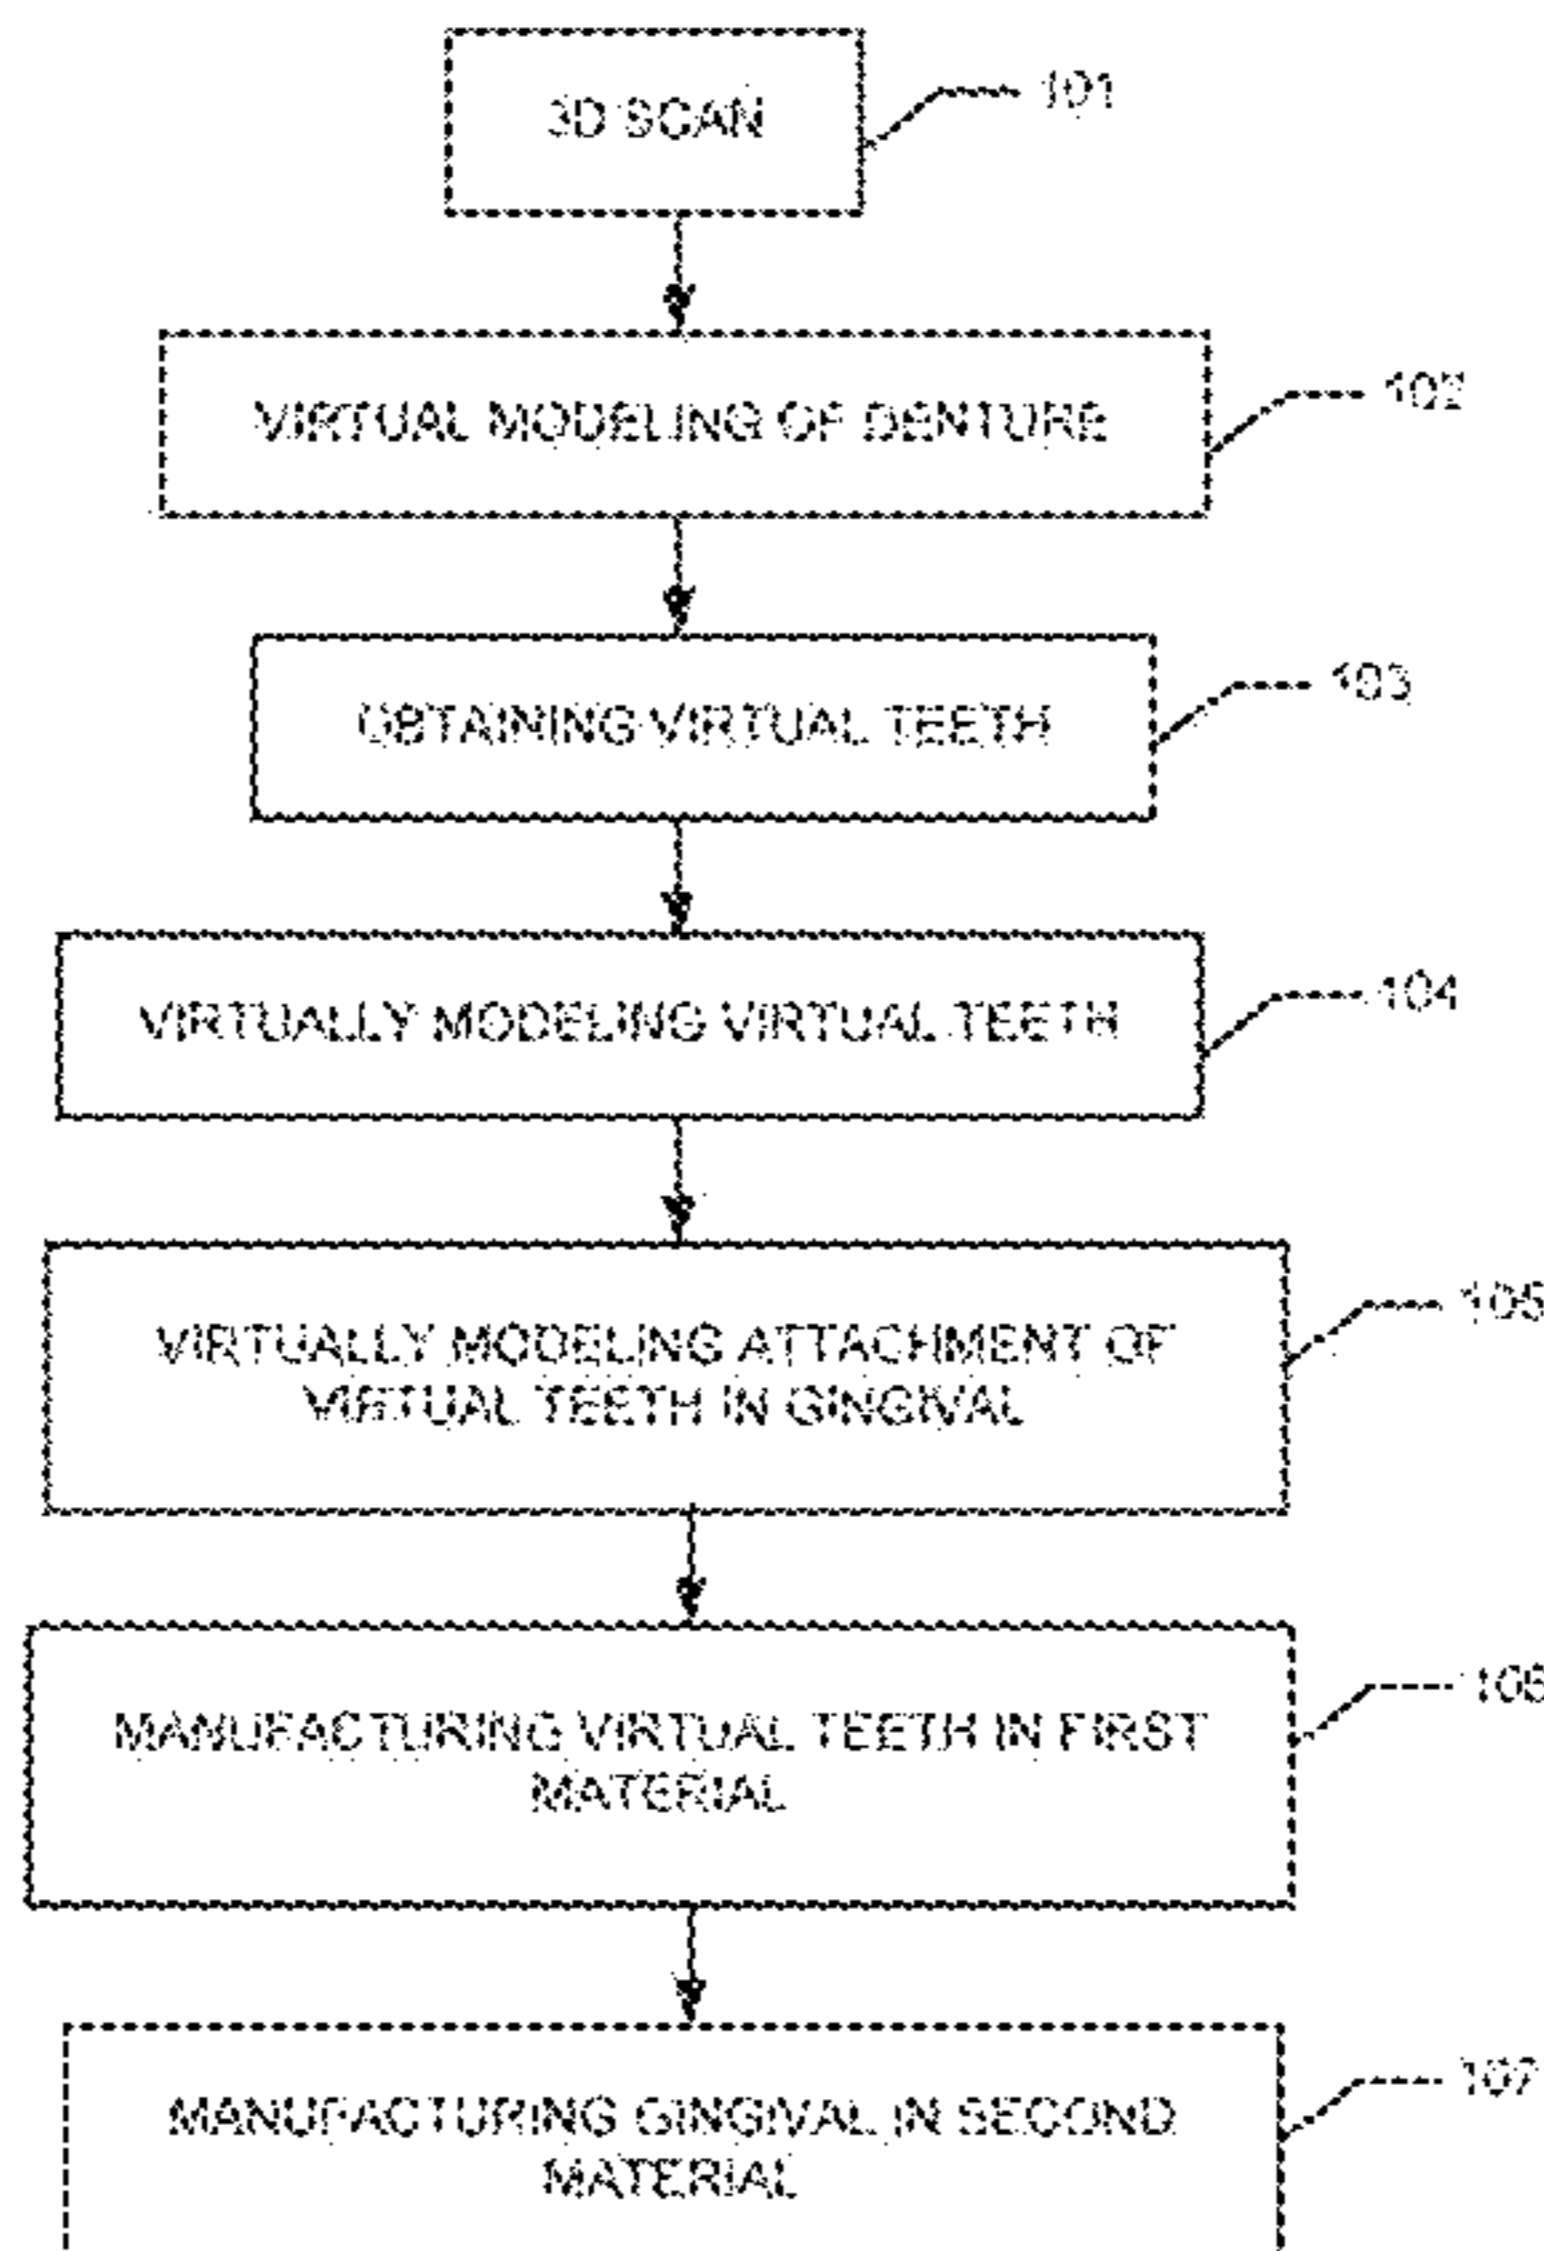 3D SCAN
101
VIRTUAL MODELING OF DENTURE
102
OBTAINING VIRTUAL TEETH
103
VIRTUALLY MODELING VIRTUAL TEETH
104
VIRTUALLY MODELING ATTACHMENT OF
VIRTUAL TEETH IN GINGIVAL
105
MANUFACTURING VIRTUAL TEETH IN FIRST
MATERIAL
106
MANUFACTURING GINGIVAL IN SECOND
MATERIAL
107